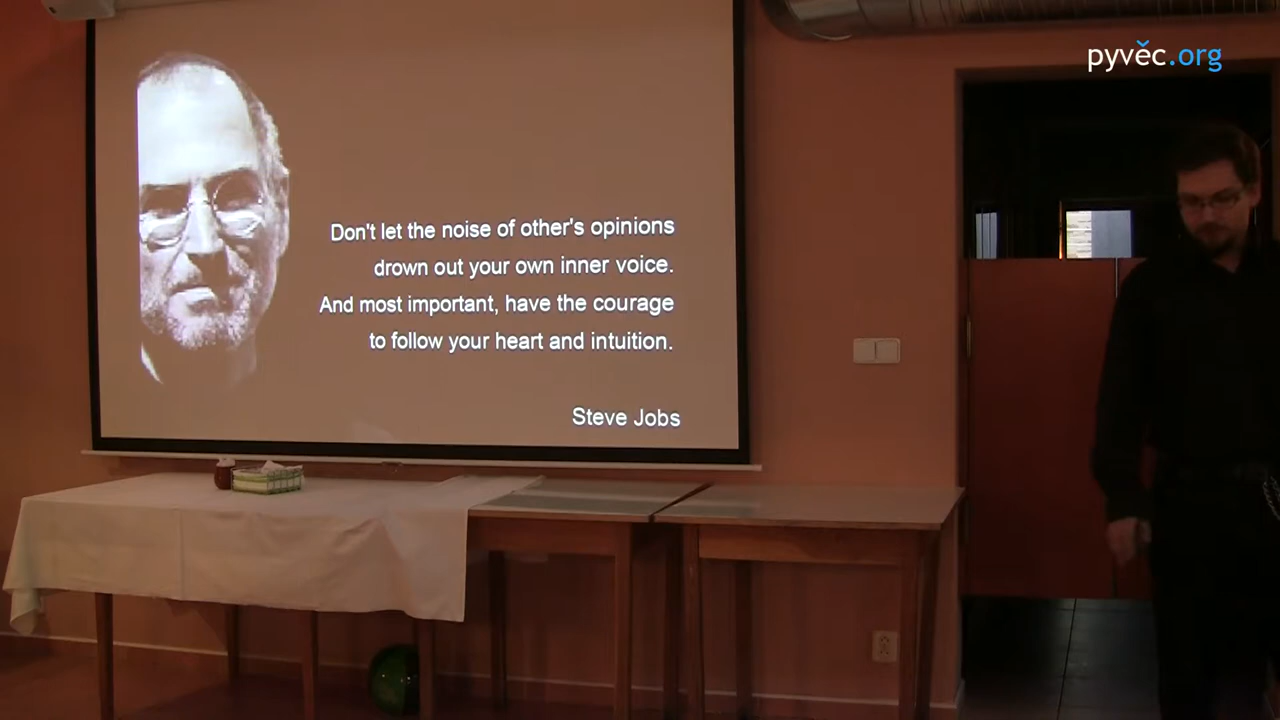 pyvěc.org
Don't let the noise of other's opinions
drown out your own inner voice.
And most important, have the courage
to follow your heart and intuition.
Steve Jobs